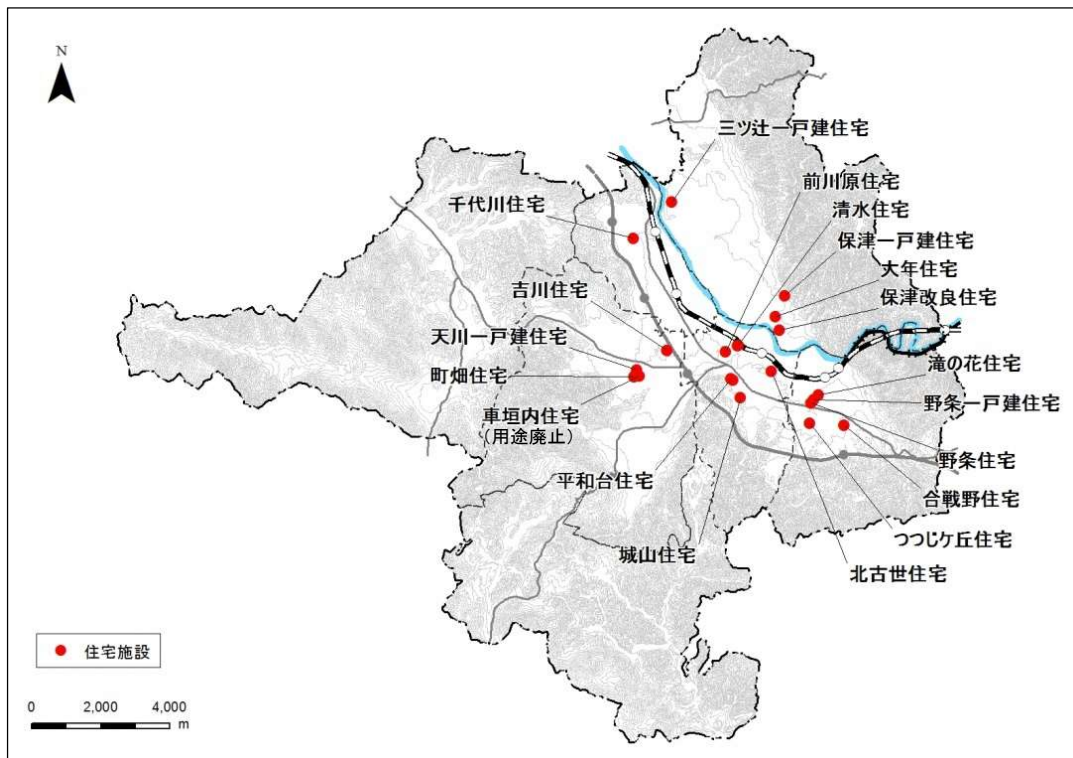 N
三ツ辻一戸建住宅
前川原住宅
千代川住宅
清水住宅
保津一戸建住宅
大年住宅
吉川住宅
保津改良住宅
天川一戸建住宅
滝の花住宅
町畑住宅
野条一戸建住宅
車垣内住宅
(用途廃止)
野条住宅
平和台住宅
合戦野住宅
つつじケ丘住宅
城山住宅
北古世住宅
住宅施設
0 2,000 4,000
m